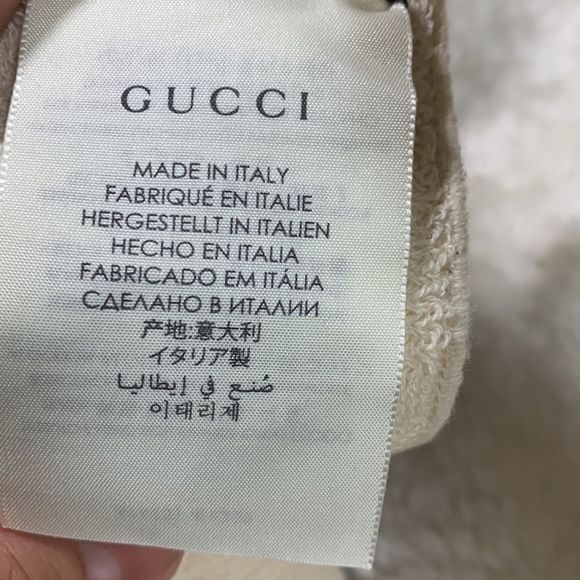 GUCCI
MADE IN ITALY
FABRIQUÉ EN ITALIE
HERGESTELLT IN ITALIEN
HECHO EN ITALIA
FABRICADO EM ITÁLIA
СДЕЛАНО В ИТАЛИИ
产地:意大利
イタリア製
صُنع في إيطاليا
이태리제